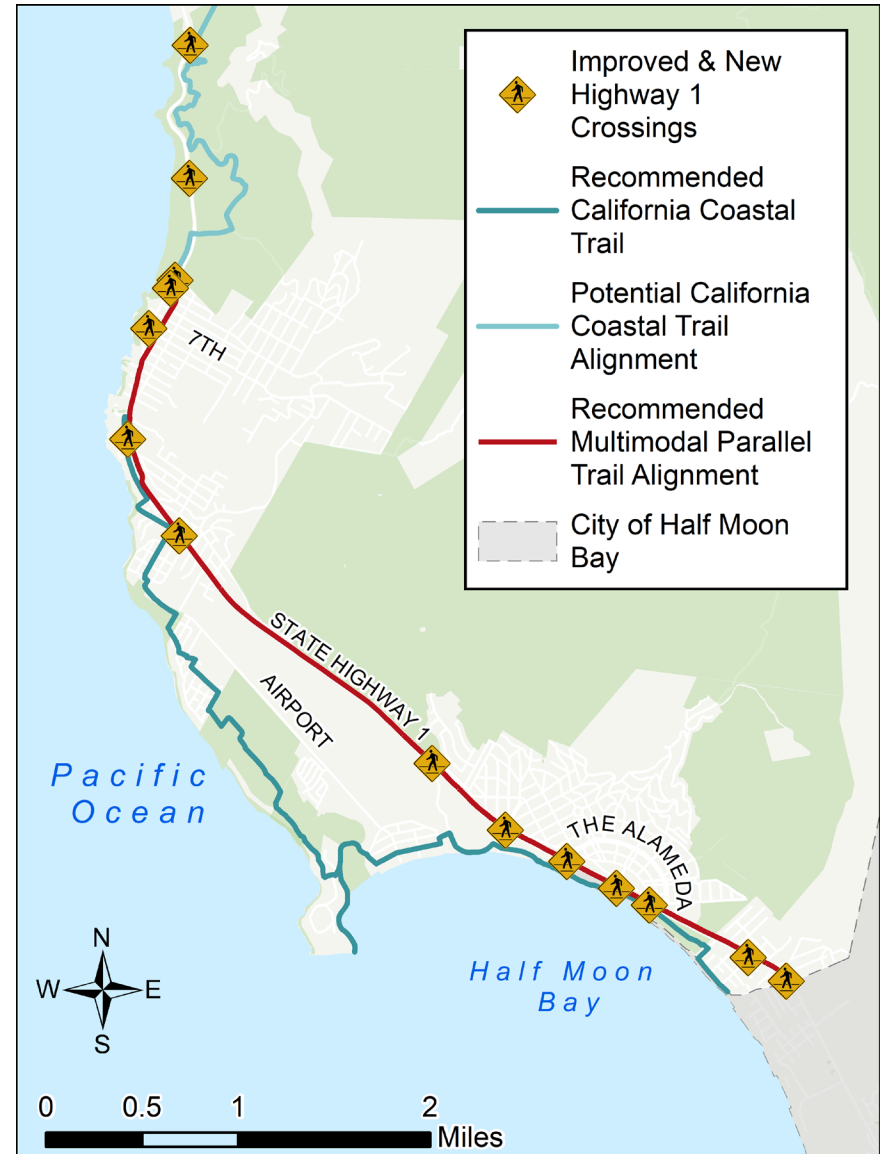 Improved & New
Highway 1
Crossings
Recommended
California Coastal
Trail
Potential California
Coastal Trail
Alignment
Recommended
Multimodal Parallel
Trail Alignment
City of Half Moon
Bay
7TH
STATE HIGHWAY 1
AIRPORT
Pacific
Ocean
THE ALAMEDA
Half Moon
Bay
N
W E
S
0 0.5 1 2
Miles